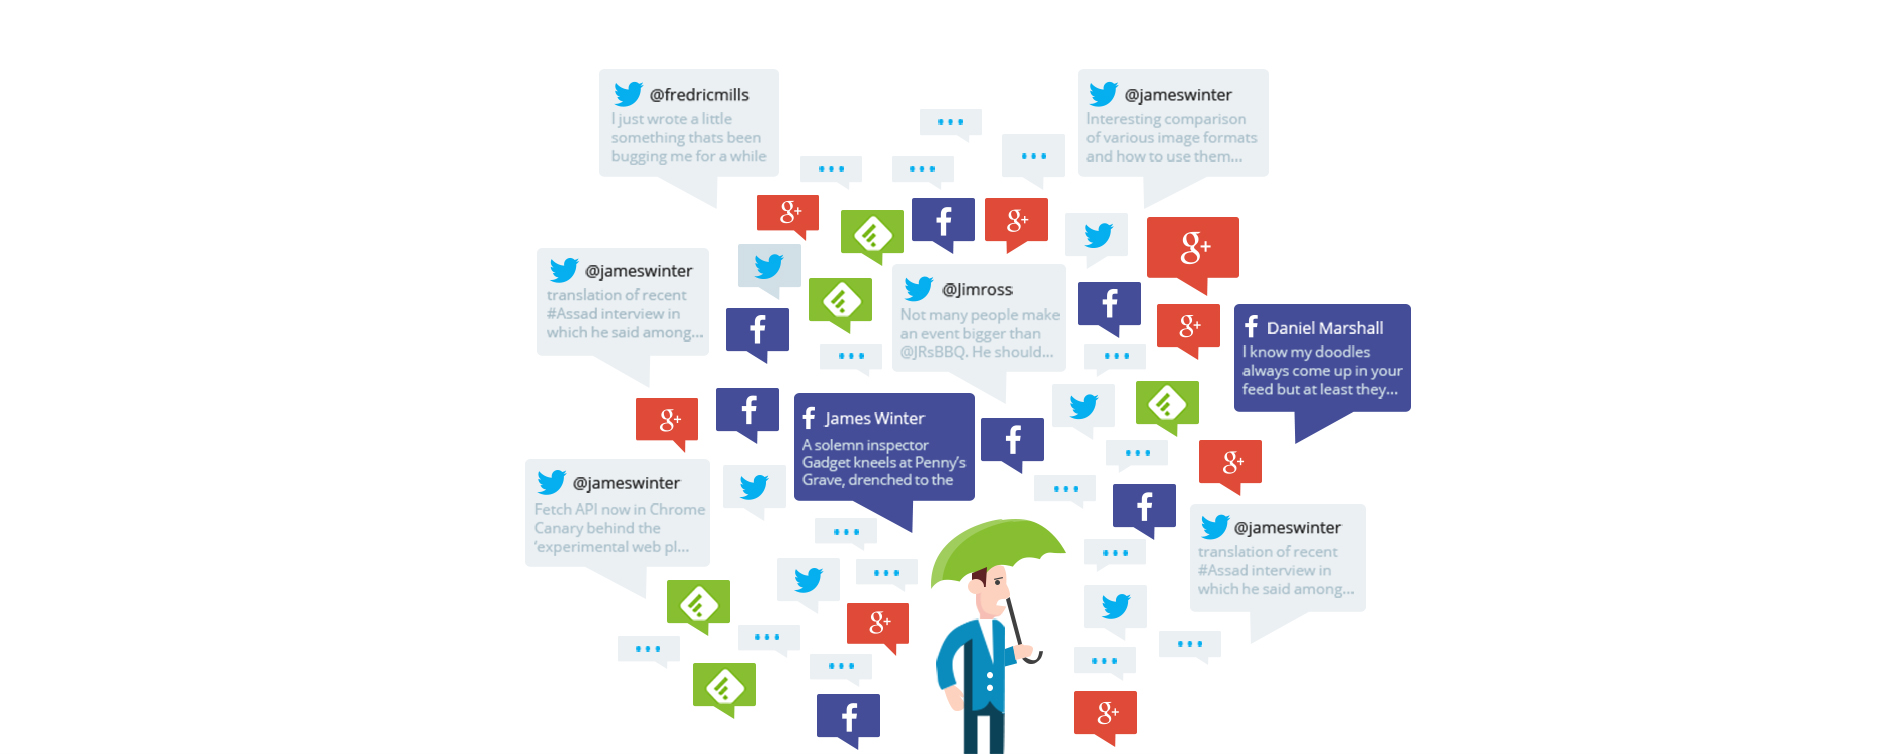 @fredricmills
I just wrote a little
something thats been
bugging me for a while
@jameswinter
Interesting comparison
of various image formats
and how to use them...
g+
f
g+
g+
@jameswinter
translation of recent
#Assad interview in
which he said among...
@Jimross
Not many people make
an event bigger than
@JRsBBQ. He should...
f
f
g+
f Daniel Marshall
I know my doodles
always come up in your
feed but at least they...
g+
f
f James Winter
A solemn inspector
Gadget kneels at Penny’s
Grave, drenched to the
f
g+
@jameswinter
Fetch API now in Chrome
Canary behind the
‘experimental web pl...
f
@jameswinter
translation of recent
#Assad interview in
which he said among...
g+
f
g+